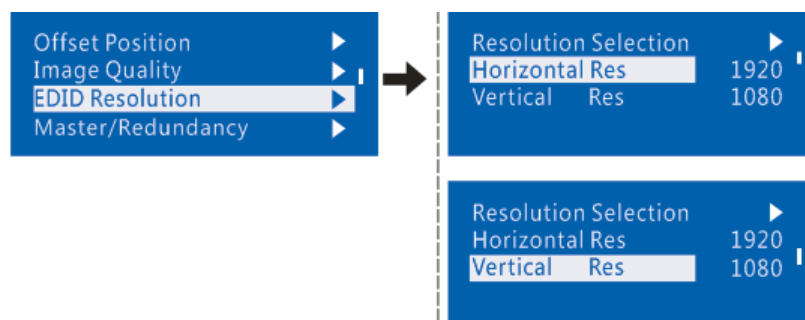 Offset Position
Image Quality
EDID Resolution
Master/Redundancy
Resolution Selection
Horizontal Res 1920
Vertical Res 1080
Resolution Selection
Horizontal Res 1920
Vertical Res 1080